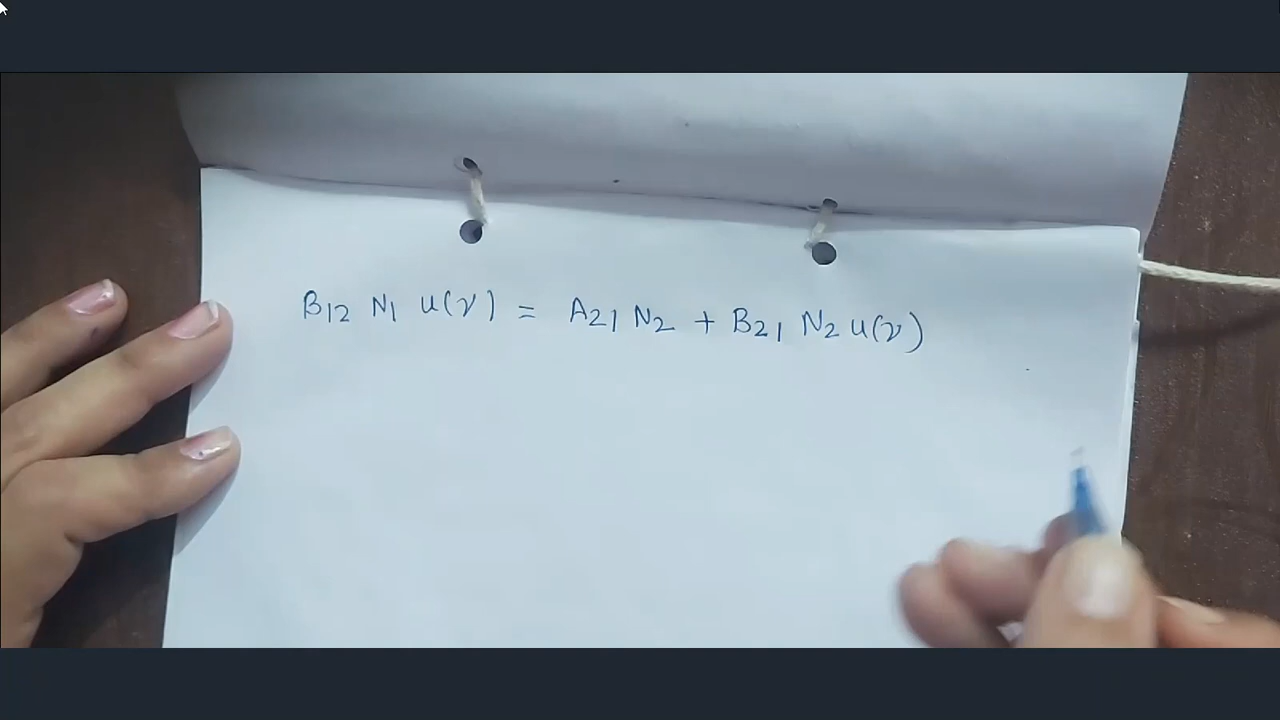 B₁₂ N₁ u(ν) = A₂₁ N₂ + B₂₁ N₂ u(ν)